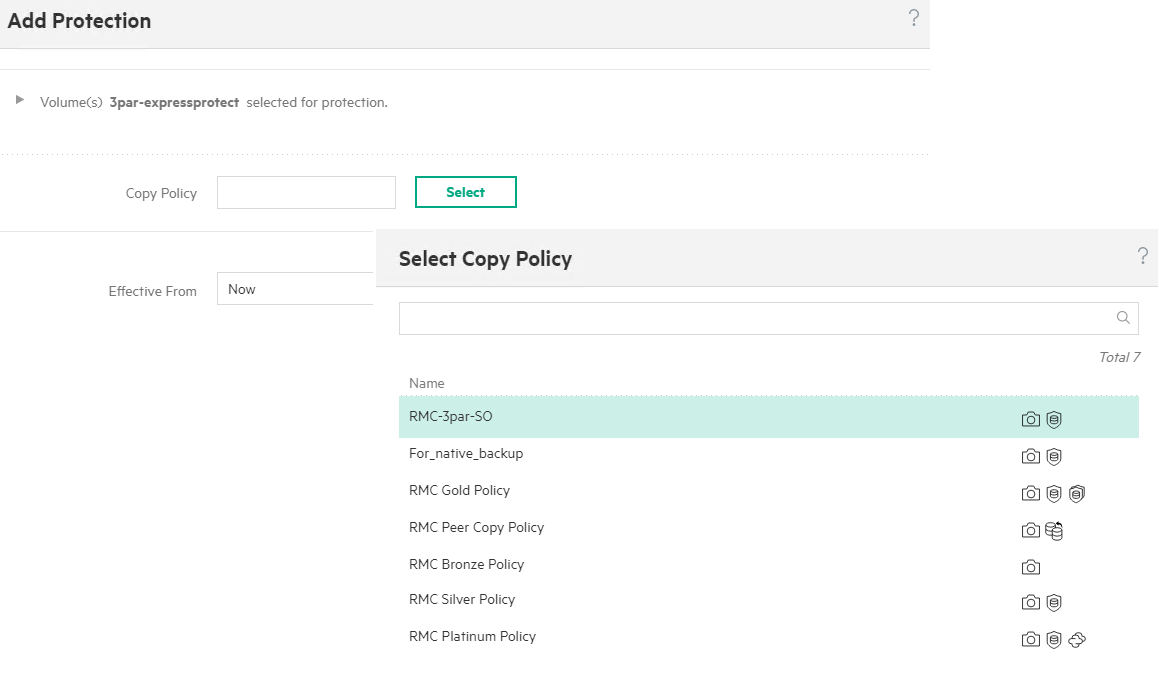 Add Protection
?
Volume(s) 3par-expressprotect selected for protection.
Copy Policy
Select
Effective From
Now
Select Copy Policy
?
Total 7
Name
RMC-3par-SO
For_native_backup
RMC Gold Policy
RMC Peer Copy Policy
RMC Bronze Policy
RMC Silver Policy
RMC Platinum Policy